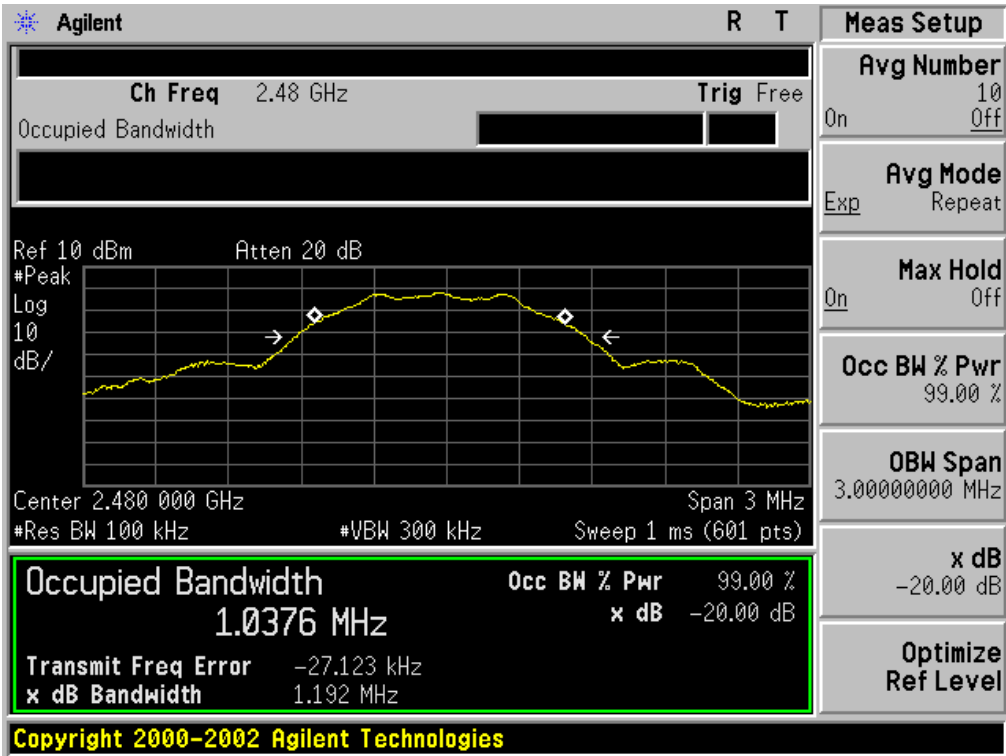 Agilent R T Meas Setup
Ch Freq 2.48 GHz Trig Free
Occupied Bandwidth
Avg Number
10
On Off
Avg Mode
Exp Repeat
Max Hold
On Off
Occ BW % Pwr
99.00 %
OBW Span
3.00000000 MHz
x dB
-20.00 dB
Optimize
Ref Level
Ref 10 dBm Atten 20 dB
#Peak
Log
10
dB/
Center 2.480 000 GHz Span 3 MHz
#Res BW 100 kHz #VBW 300 kHz Sweep 1 ms (601 pts)
Occupied Bandwidth Occ BW % Pwr 99.00 %
1.0376 MHz x dB -20.00 dB
Transmit Freq Error -27.123 kHz
x dB Bandwidth 1.192 MHz
Copyright 2000-2002 Agilent Technologies